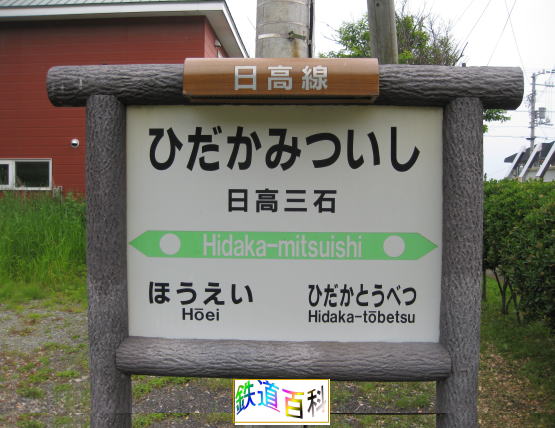 日高線
ひだかみついし
日高三石
Hidaka-mitsuishi
ほうえい
Hōei
ひだかとうべつ
Hidaka-tōbetsu
鉄道百科